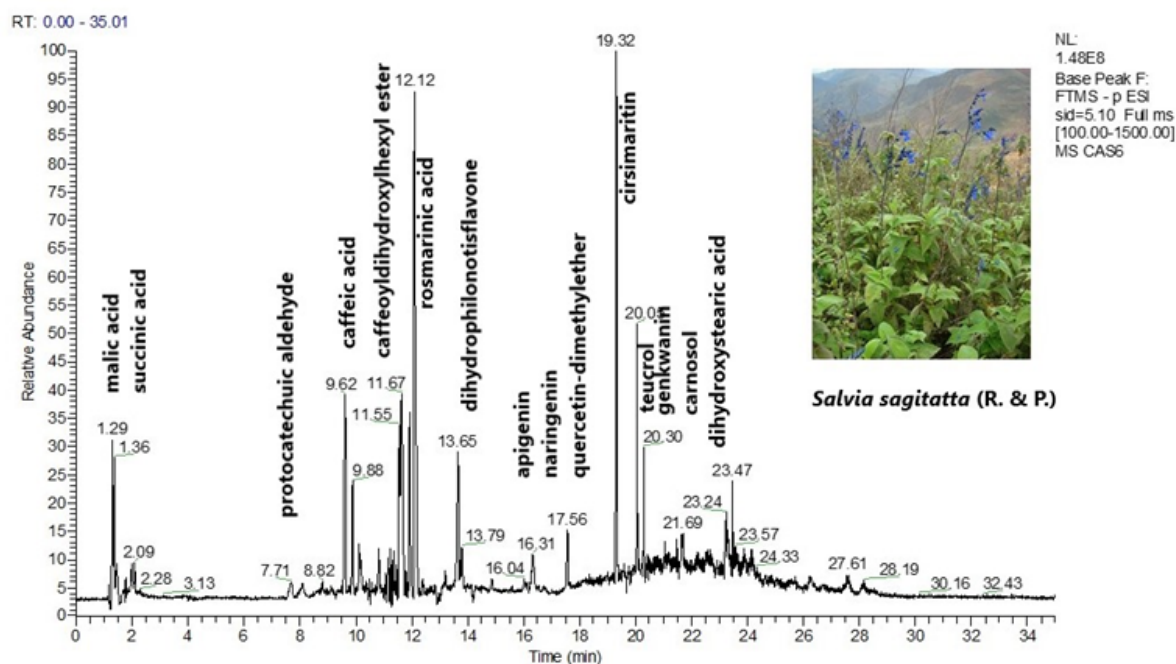 RT: 0.00 - 35.01
NL:
1.48E8
Base Peak F:
FTMS - p ESI
sid=5.10 Full ms
[100.00-1500.00]
MS CAS6
Relative Abundance
100
95
90
85
80
75
70
65
60
55
50
45
40
35
30
25
20
15
10
5
0
malic acid
succinic acid
protocatechuic aldehyde
caffeic acid
caffeoyldihydroxylhexyl ester
rosmarinic acid
dihydrophilonotisflavone
apigenin
naringenin
quercetin-dimethylether
cirsimaritin
teucrol
genkwanin
carnosol
dihydroxystearic acid
1.29
1.36
2.09
2.28
3.13
7.71
8.82
9.62
9.88
11.55
11.67
12.12
13.65
13.79
16.04
16.31
17.56
19.32
20.05
20.30
21.69
23.24
23.47
23.57
24.33
27.61
28.19
30.16
32.43
0 2 4 6 8 10 12 14 16 18 20 22 24 26 28 30 32 34
Time (min)
Salvia sagitatta (R. & P.)